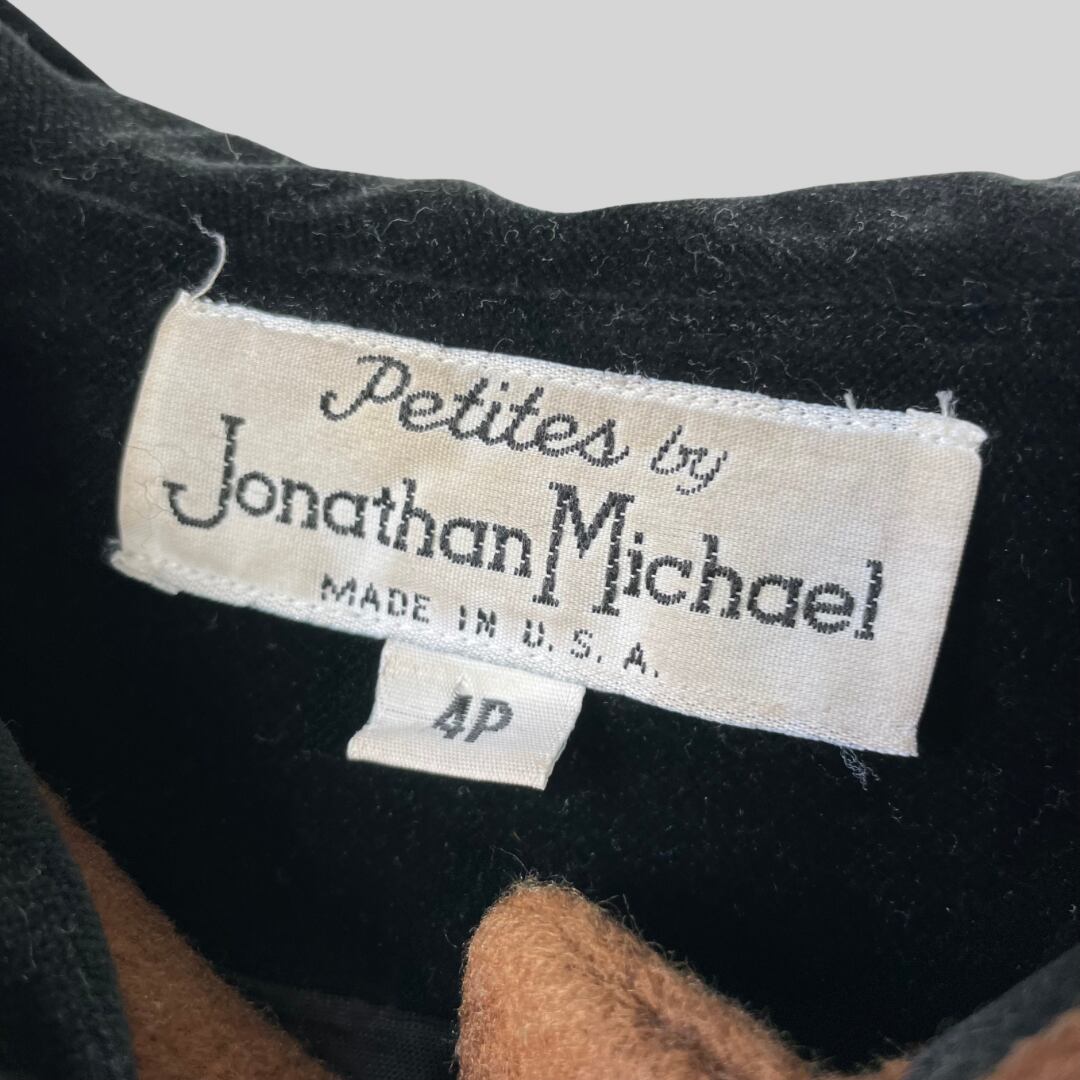 Petites by
Jonathan Michael
MADE IN U.S.A.
4P